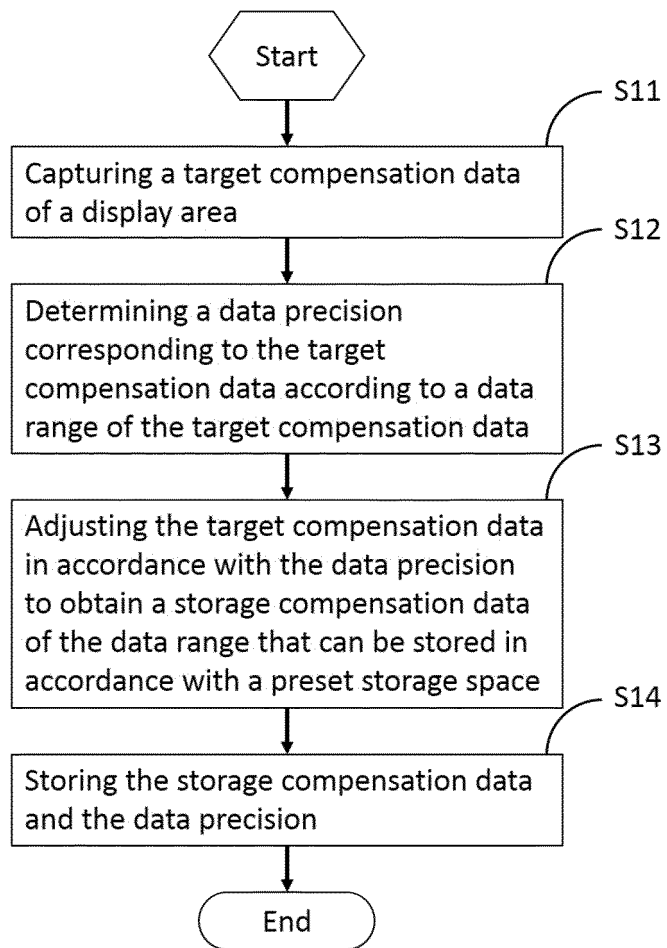 Start
S11
Capturing a target compensation data
of a display area
S12
Determining a data precision
corresponding to the target
compensation data according to a data
range of the target compensation data
S13
Adjusting the target compensation data
in accordance with the data precision
to obtain a storage compensation data
of the data range that can be stored in
accordance with a preset storage space
S14
Storing the storage compensation data
and the data precision
End